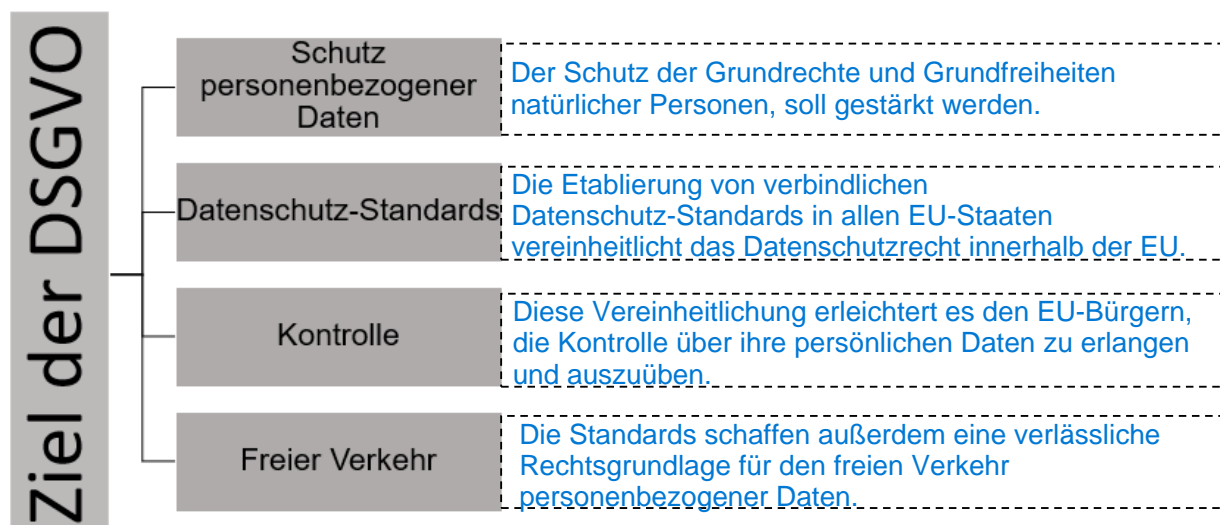 Ziel der DSGVO
Schutz
personenbezogener
Daten
Der Schutz der Grundrechte und Grundfreiheiten
natürlicher Personen, soll gestärkt werden.
Datenschutz-Standards
Die Etablierung von verbindlichen
Datenschutz-Standards in allen EU-Staaten
vereinheitlicht das Datenschutzrecht innerhalb der EU.
Kontrolle
Diese Vereinheitlichung erleichtert es den EU-Bürgern,
die Kontrolle über ihre persönlichen Daten zu erlangen
und auszuüben.
Freier Verkehr
Die Standards schaffen außerdem eine verlässliche
Rechtsgrundlage für den freien Verkehr
personenbezogener Daten.